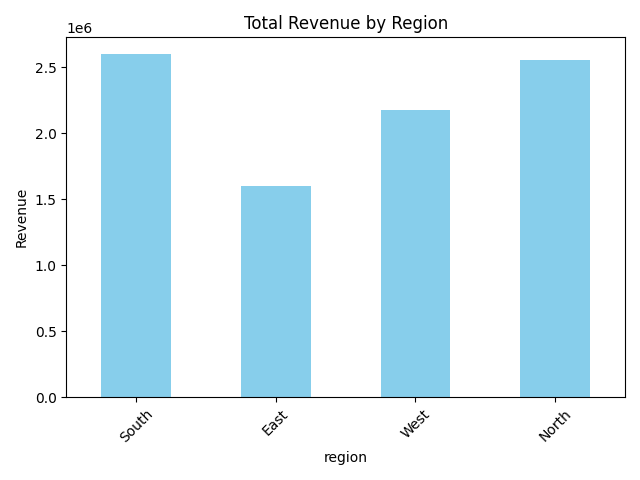 Total Revenue by Region
1e6
2.5
2.0
1.5
1.0
0.5
0.0
Revenue
South
East
West
North
region